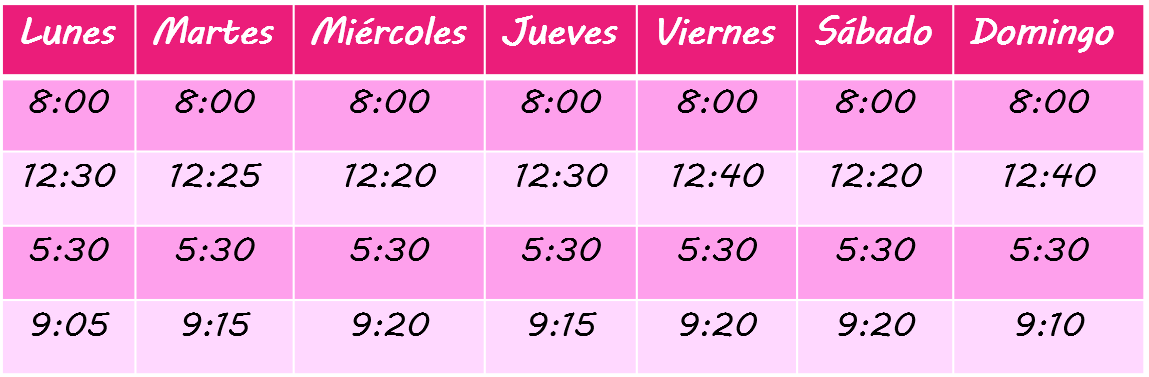 Lunes Martes Miércoles Jueves Viernes Sábado Domingo
8:00 8:00 8:00 8:00 8:00 8:00 8:00
12:30 12:25 12:20 12:30 12:40 12:20 12:40
5:30 5:30 5:30 5:30 5:30 5:30 5:30
9:05 9:15 9:20 9:15 9:20 9:20 9:10